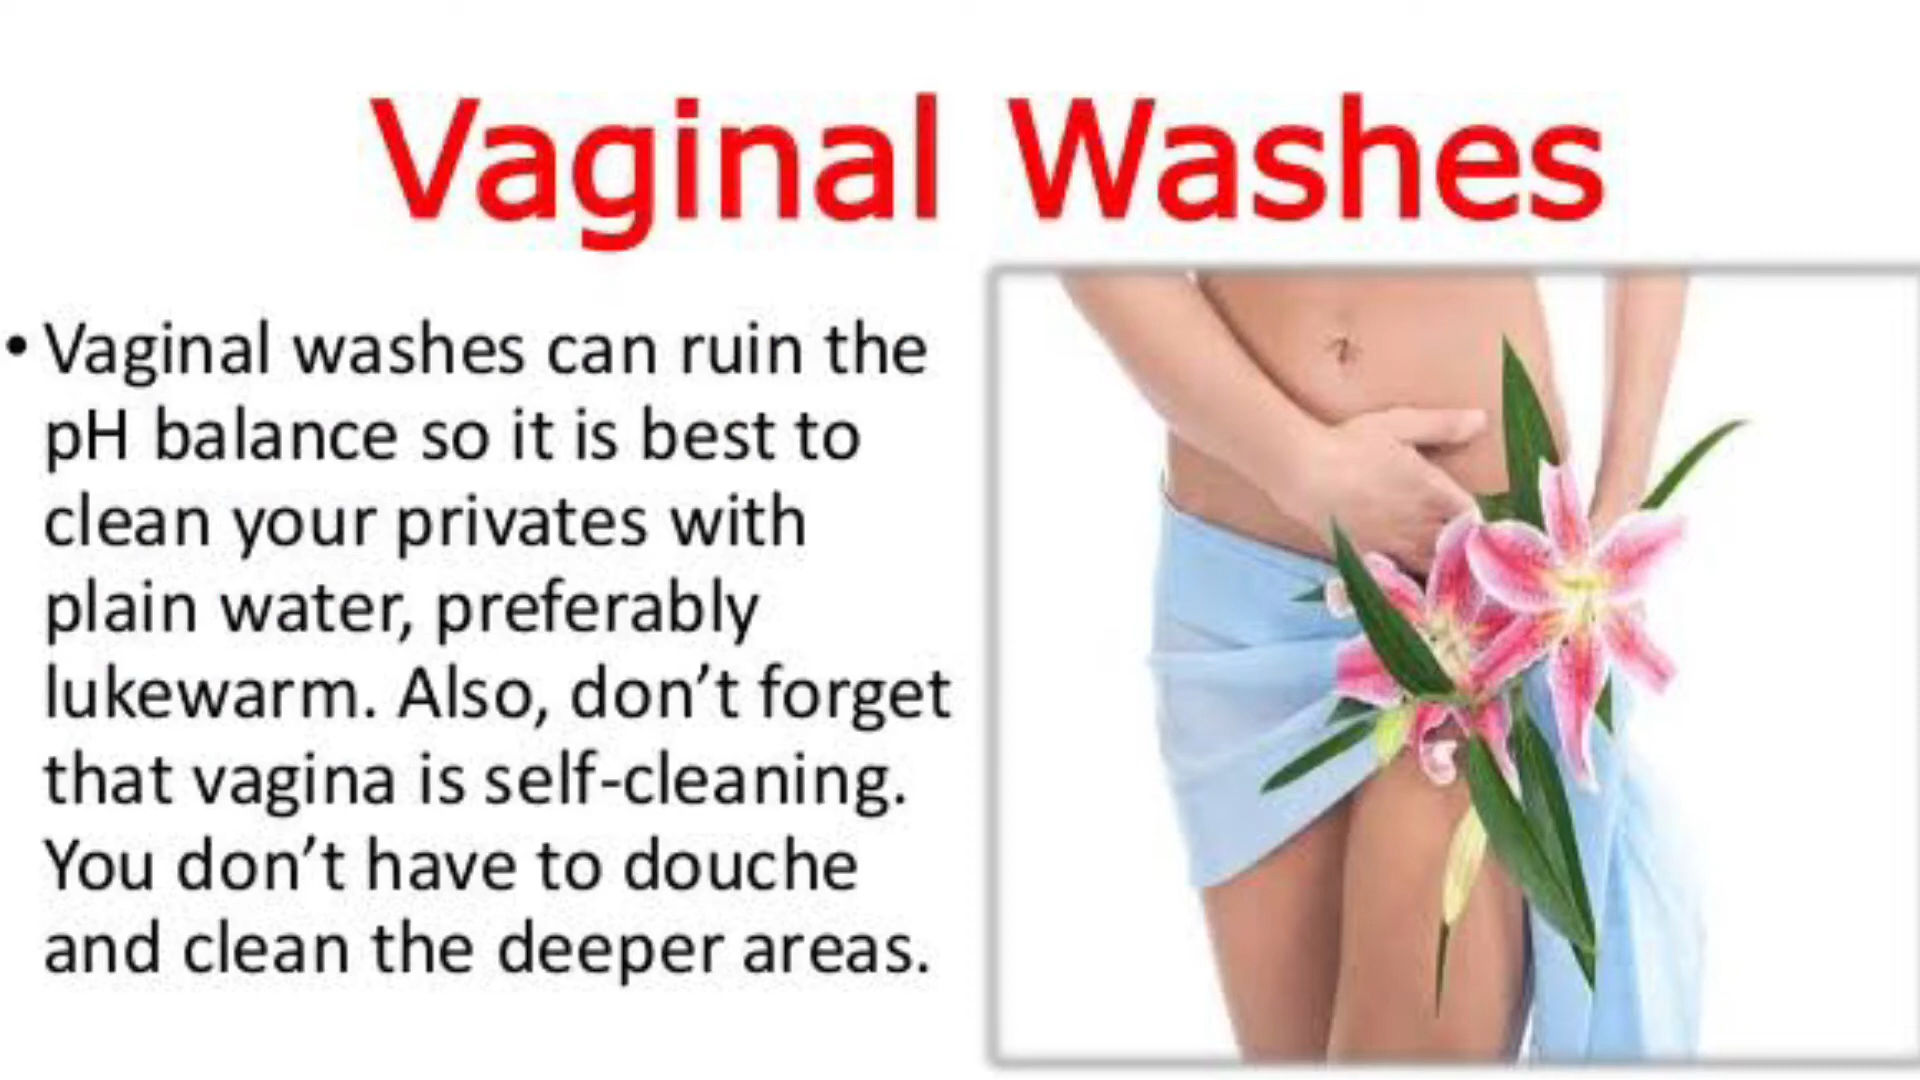 Vaginal Washes
• Vaginal washes can ruin the
pH balance so it is best to
clean your privates with
plain water, preferably
lukewarm. Also, don’t forget
that vagina is self-cleaning.
You don’t have to douche
and clean the deeper areas.